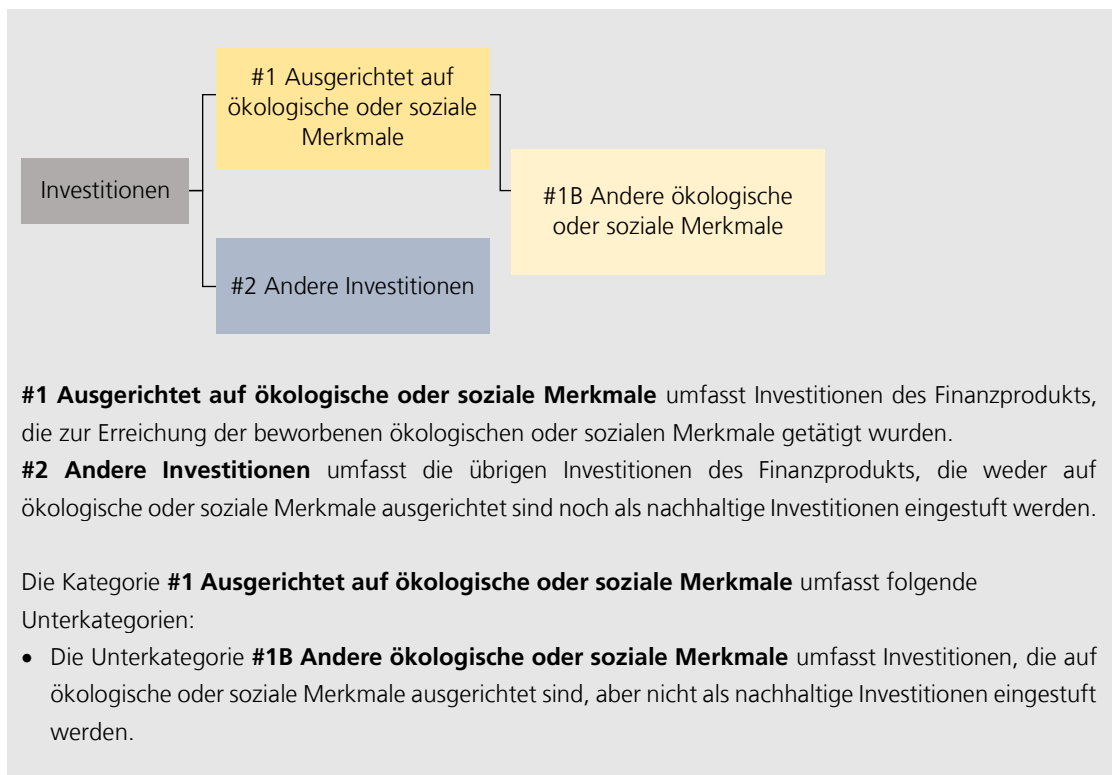 #1 Ausgerichtet auf
ökologische oder soziale
Merkmale
Investitionen
#1B Andere ökologische
oder soziale Merkmale
#2 Andere Investitionen
#1 Ausgerichtet auf ökologische oder soziale Merkmale umfasst Investitionen des Finanzprodukts,
die zur Erreichung der beworbenen ökologischen oder sozialen Merkmale getätigt wurden.
#2 Andere Investitionen umfasst die übrigen Investitionen des Finanzprodukts, die weder auf
ökologische oder soziale Merkmale ausgerichtet sind noch als nachhaltige Investitionen eingestuft werden.
Die Kategorie #1 Ausgerichtet auf ökologische oder soziale Merkmale umfasst folgende
Unterkategorien:
• Die Unterkategorie #1B Andere ökologische oder soziale Merkmale umfasst Investitionen, die auf
ökologische oder soziale Merkmale ausgerichtet sind, aber nicht als nachhaltige Investitionen eingestuft
werden.